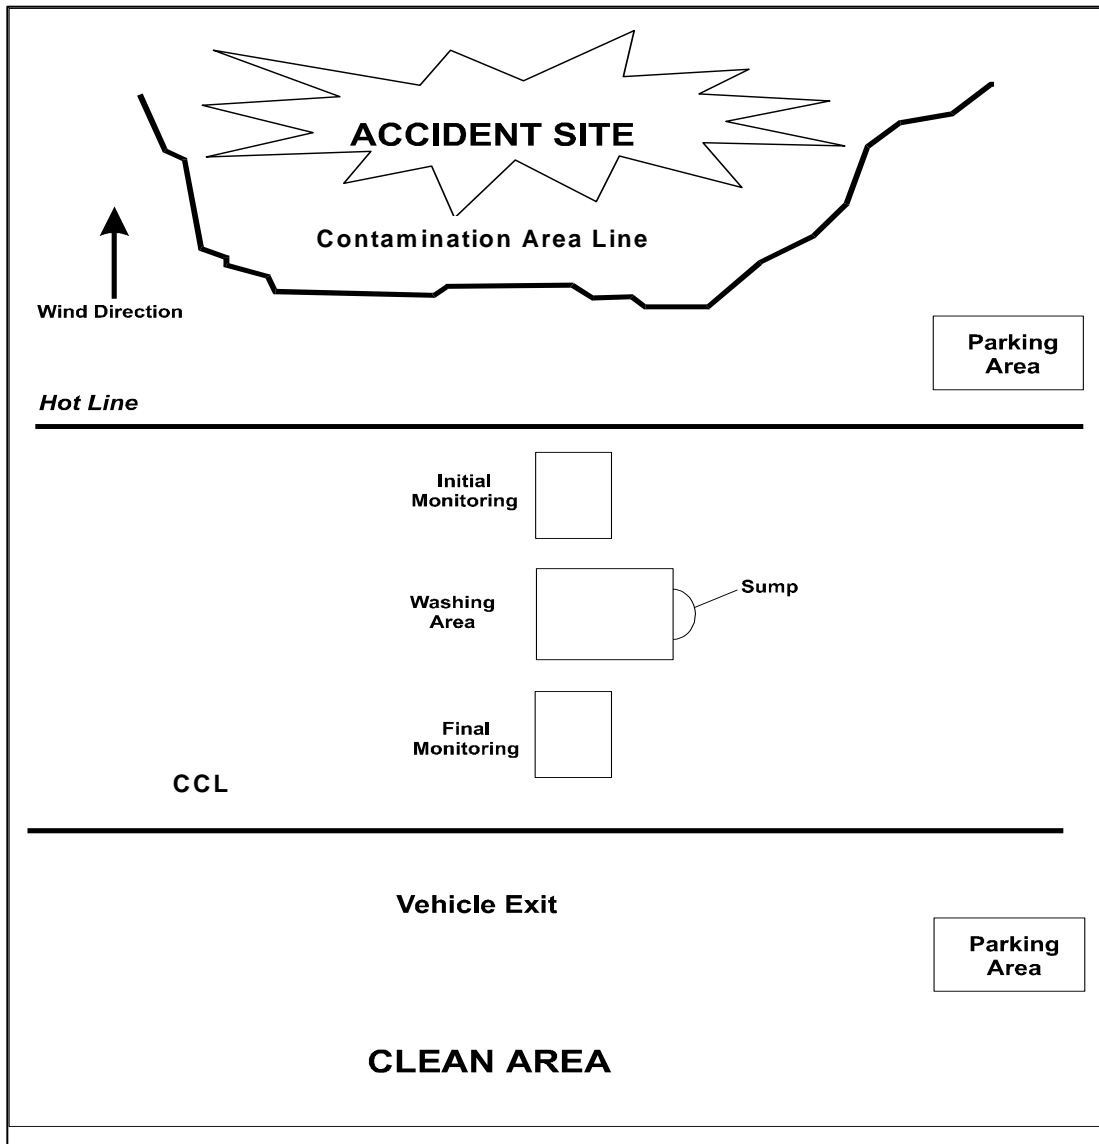 ACCIDENT SITE
Contamination Area Line
Wind Direction
Parking
Area
Hot Line
Initial
Monitoring
Washing
Area
Sump
Final
Monitoring
CCL
Vehicle Exit
Parking
Area
CLEAN AREA